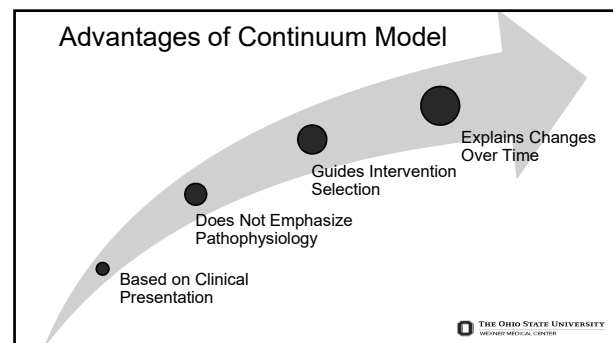 Advantages of Continuum Model
Explains Changes
Over Time
Guides Intervention
Selection
Does Not Emphasize
Pathophysiology
Based on Clinical
Presentation
THE OHIO STATE UNIVERSITY
WEXNER MEDICAL CENTER